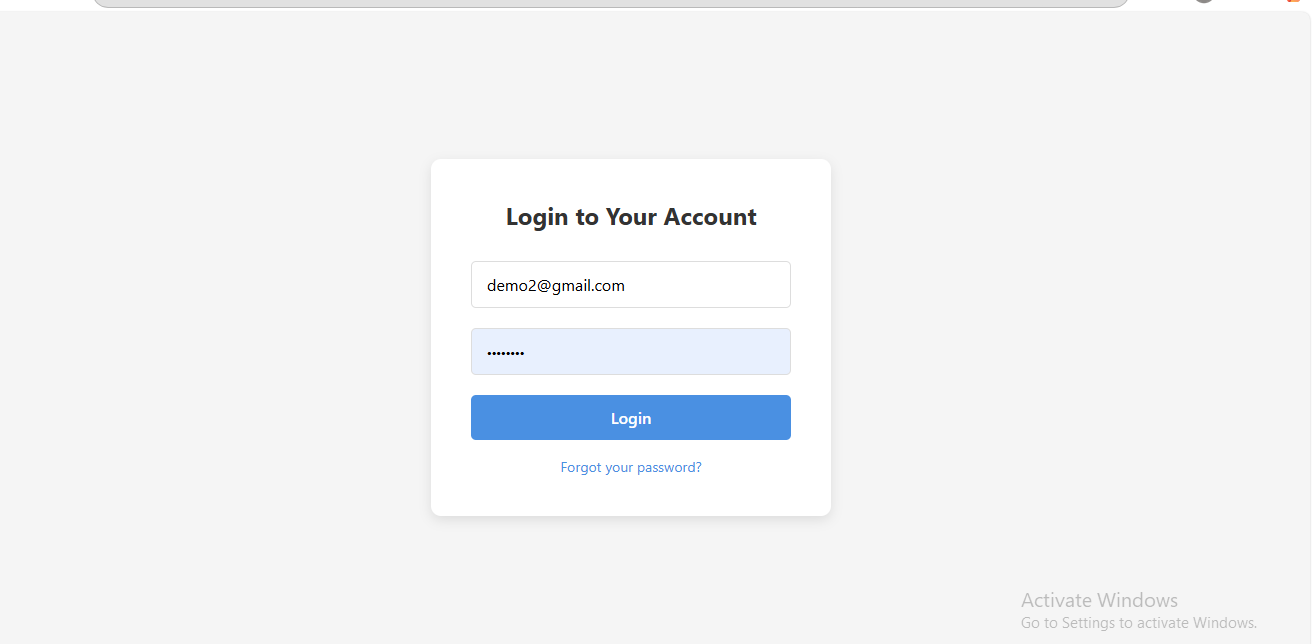 Login to Your Account
demo2@gmail.com
••••••••
Login
Forgot your password?
Activate Windows
Go to Settings to activate Windows.